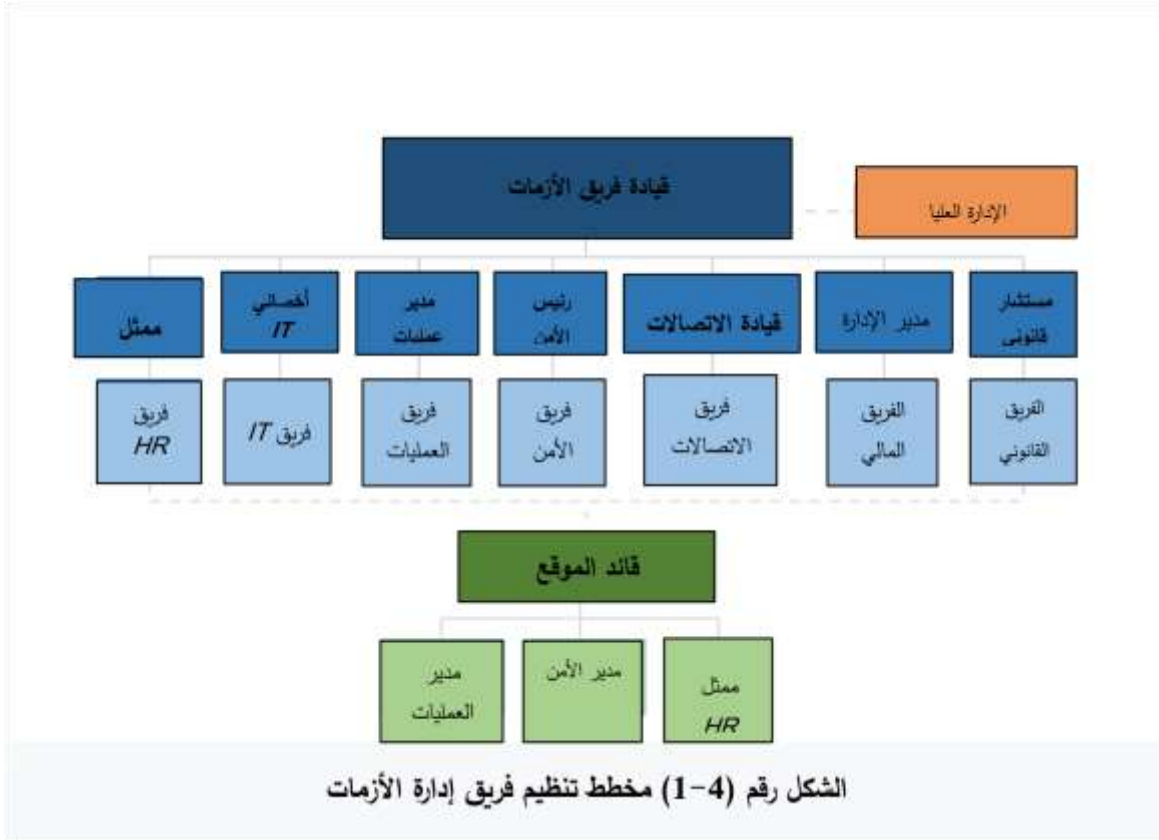 قيادة فريق الأزمات
الإدارة العليا
مستشار
قانوني
مدير الإدارة
قيادة الاتصالات
رئيس
الأمن
مدير
عمليات
أخصائي
IT
ممثل
الفريق
القانوني
الفريق
المالي
فريق
الاتصالات
فريق
الأمن
فريق
العمليات
فريق IT
فريق
HR
قائد الموقع
ممثل
HR
مدير الأمن
مدير
العمليات
الشكل رقم (4-1) مخطط تنظيم فريق إدارة الأزمات